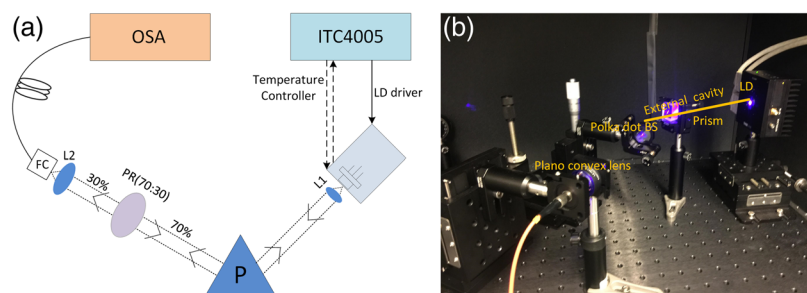 (a)
OSA
ITC4005
Temperature
Controller
LD driver
FC
L2
30%
PR(70:30)
70%
L1
P
(b)
LD
External cavity
Prism
Polka dot BS
Plano convex lens